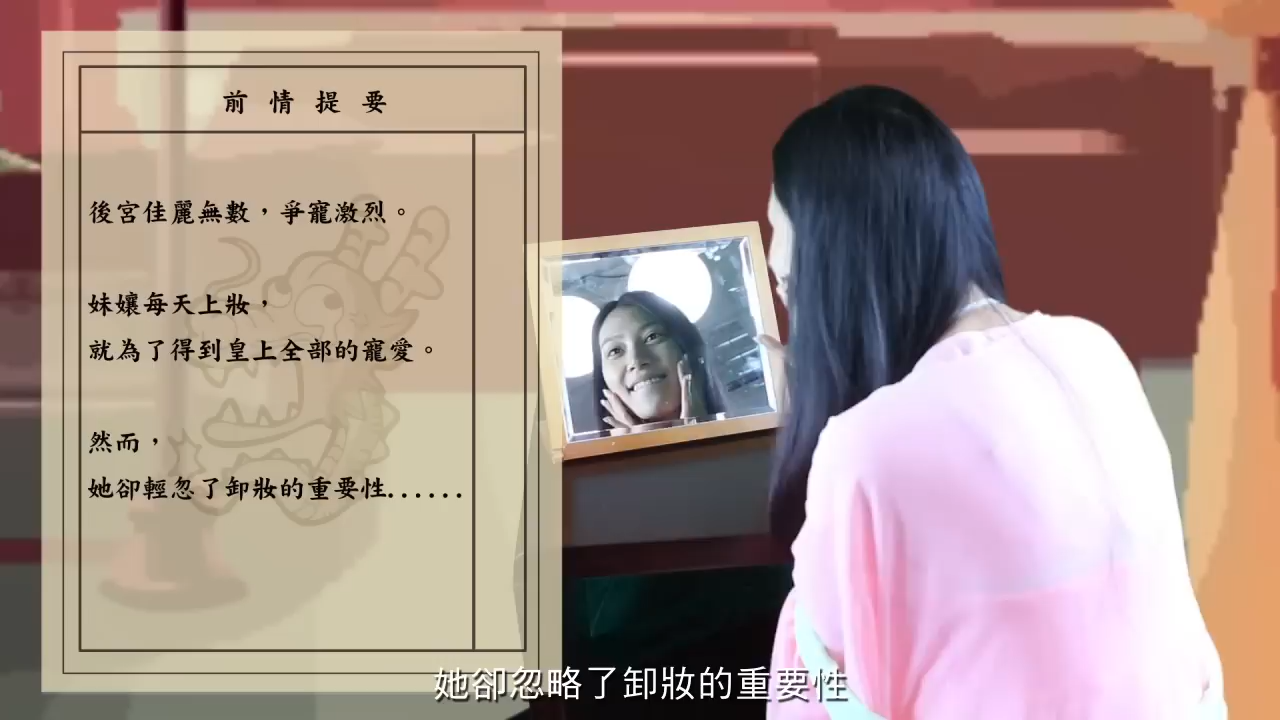 前情提要
後宮佳麗無數，爭寵激烈。
妹孃每天上妝，
就為了得到皇上全部的寵愛。
然而，
她卻輕忽了卸妝的重要性......
她卻忽略了卸妝的重要性